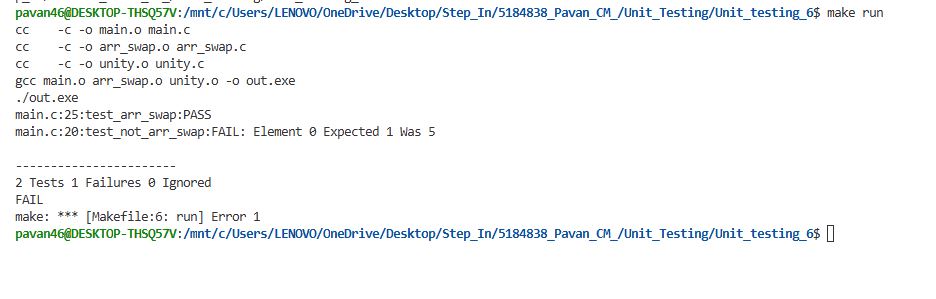 pavan46@DESKTOP-THSQ57V:/mnt/c/Users/LENOVO/OneDrive/Desktop/Step_In/5184838_Pavan_CM_/Unit_Testing/Unit_testing_6$ make run
cc    -c -o main.o main.c
cc    -c -o arr_swap.o arr_swap.c
cc    -c -o unity.o unity.c
gcc main.o arr_swap.o unity.o -o out.exe
./out.exe
main.c:25:test_arr_swap:PASS
main.c:20:test_not_arr_swap:FAIL: Element 0 Expected 1 Was 5
-----------------------
2 Tests 1 Failures 0 Ignored
FAIL
make: *** [Makefile:6: run] Error 1
pavan46@DESKTOP-THSQ57V:/mnt/c/Users/LENOVO/OneDrive/Desktop/Step_In/5184838_Pavan_CM_/Unit_Testing/Unit_testing_6$